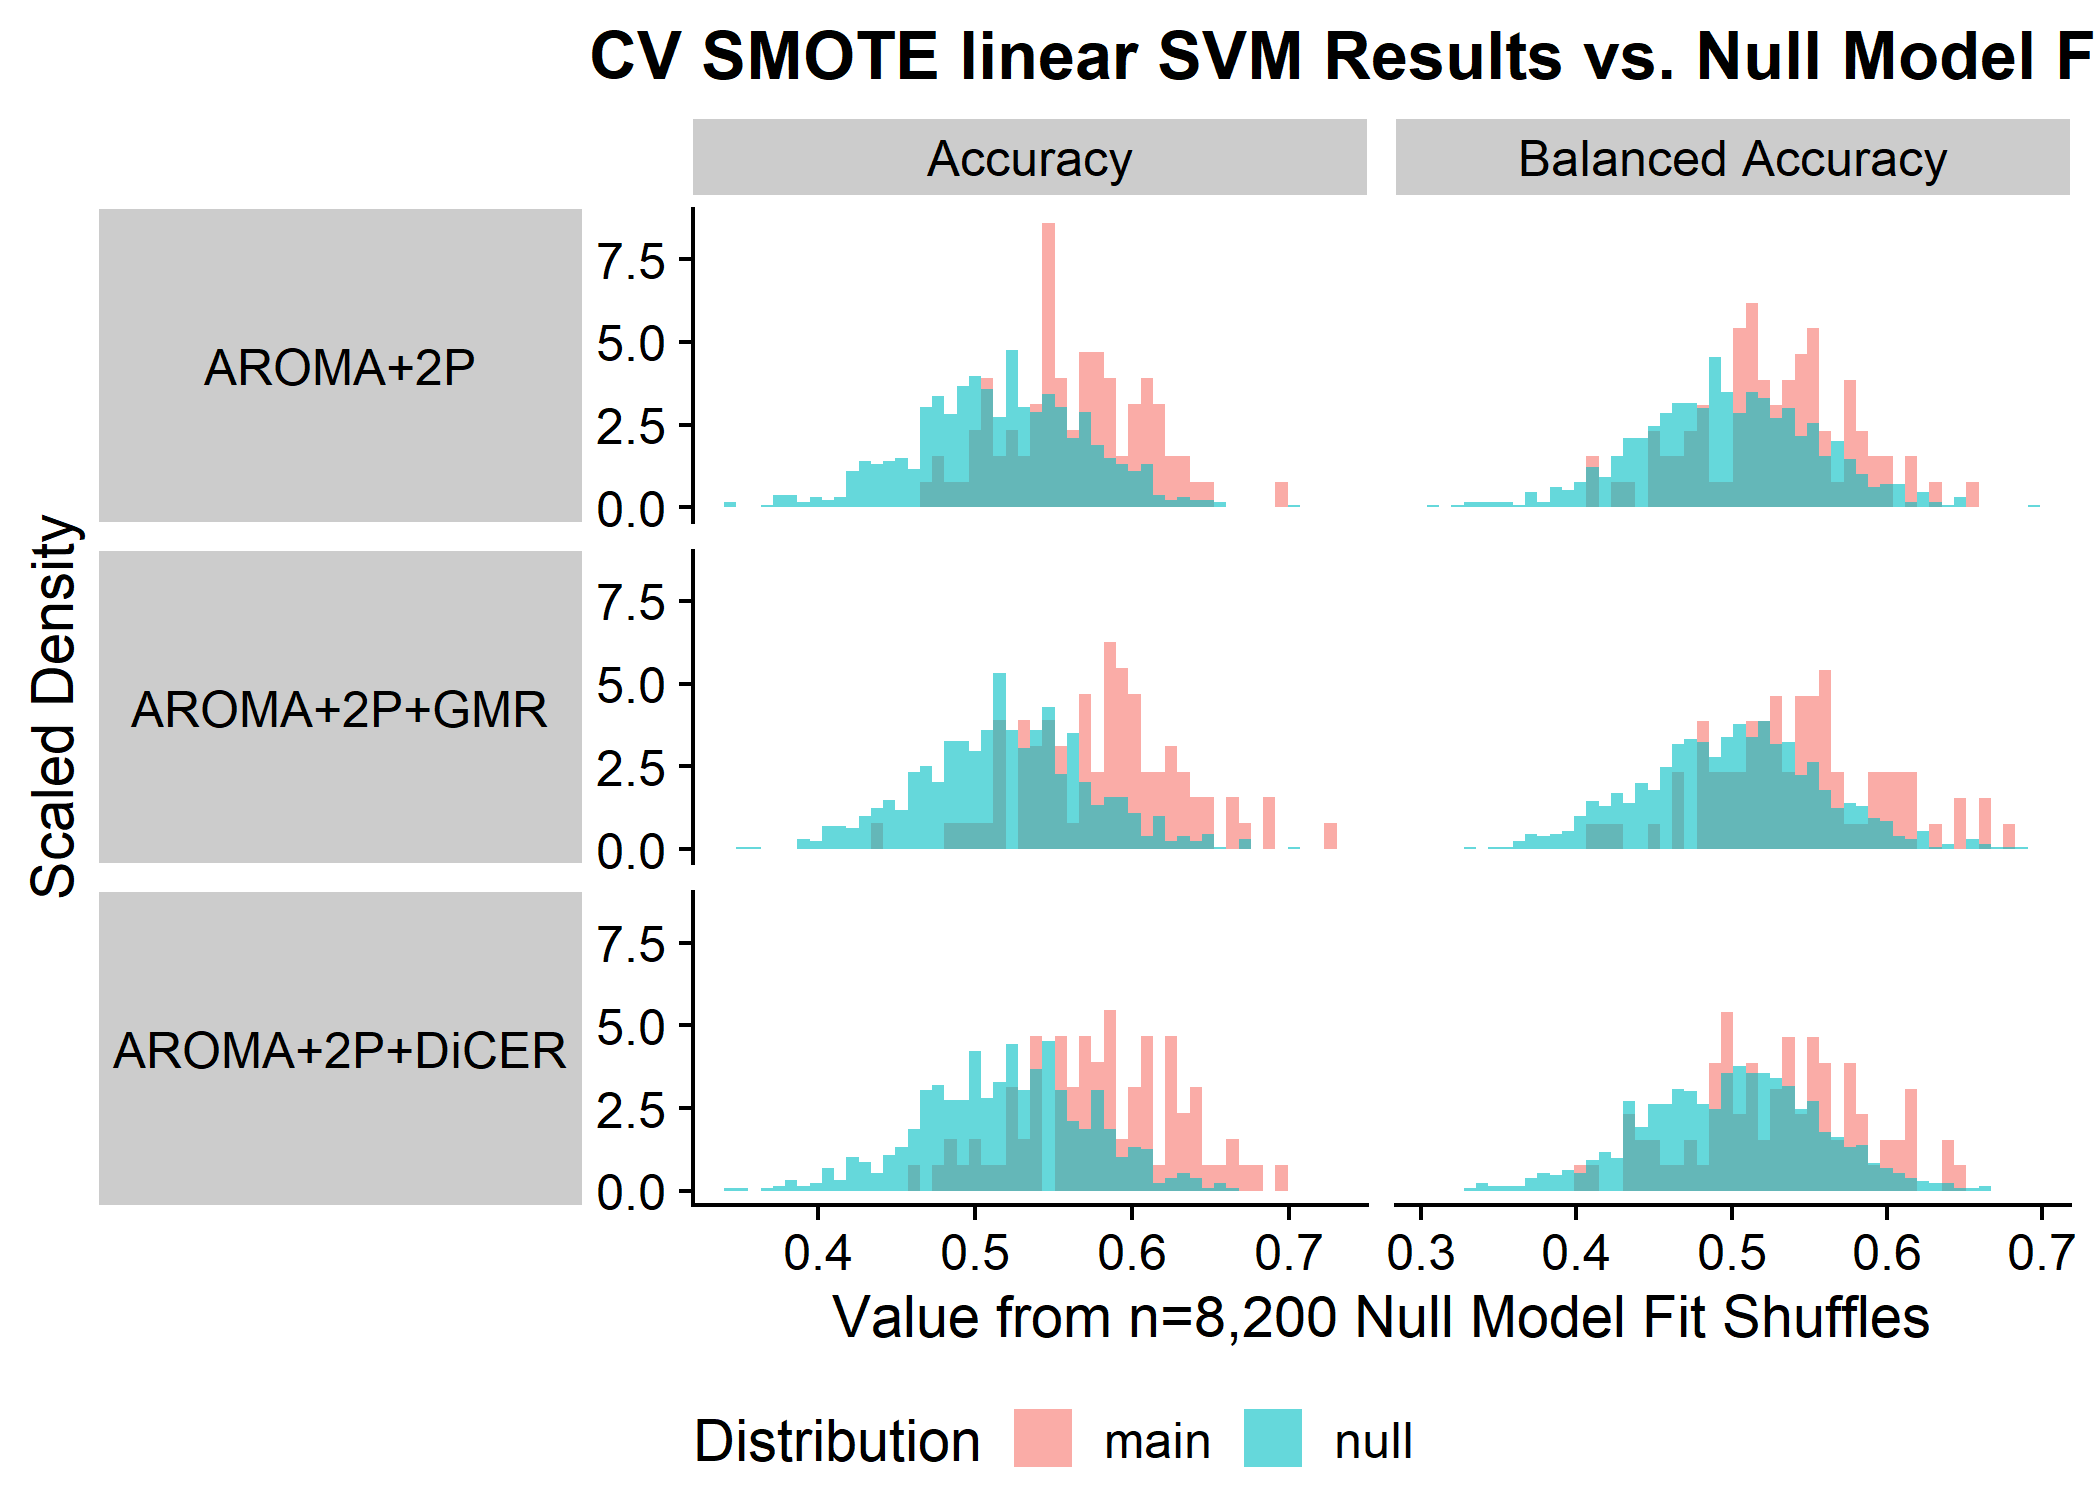 CV SMOTE linear SVM Results vs. Null Model F
Accuracy
Balanced Accuracy
Scaled Density
AROMA+2P
7.5
5.0
2.5
0.0
AROMA+2P+GMR
7.5
5.0
2.5
0.0
AROMA+2P+DiCER
7.5
5.0
2.5
0.0
0.4 0.5 0.6 0.7
0.3 0.4 0.5 0.6 0.7
Value from n=8,200 Null Model Fit Shuffles
Distribution main null